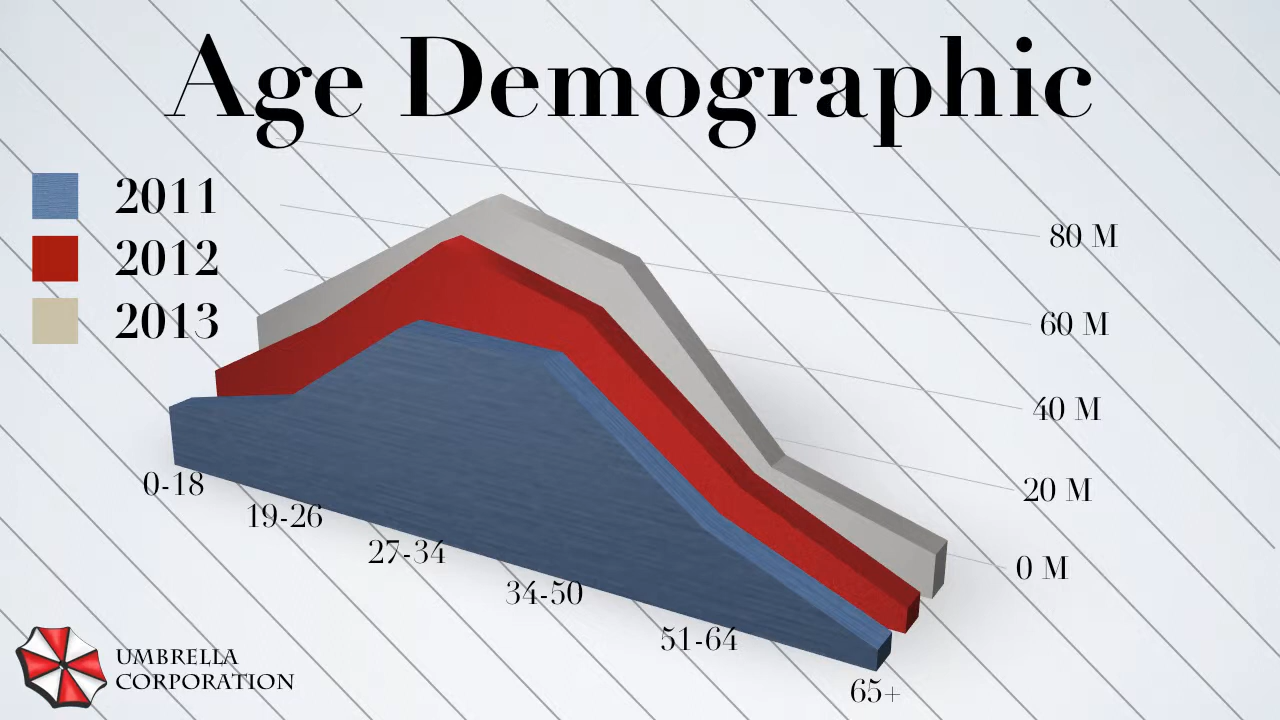 Age Demographic
2011
2012
2013
80 M
60 M
40 M
20 M
0 M
0-18
19-26
27-34
34-50
51-64
65+
UMBRELLA
CORPORATION